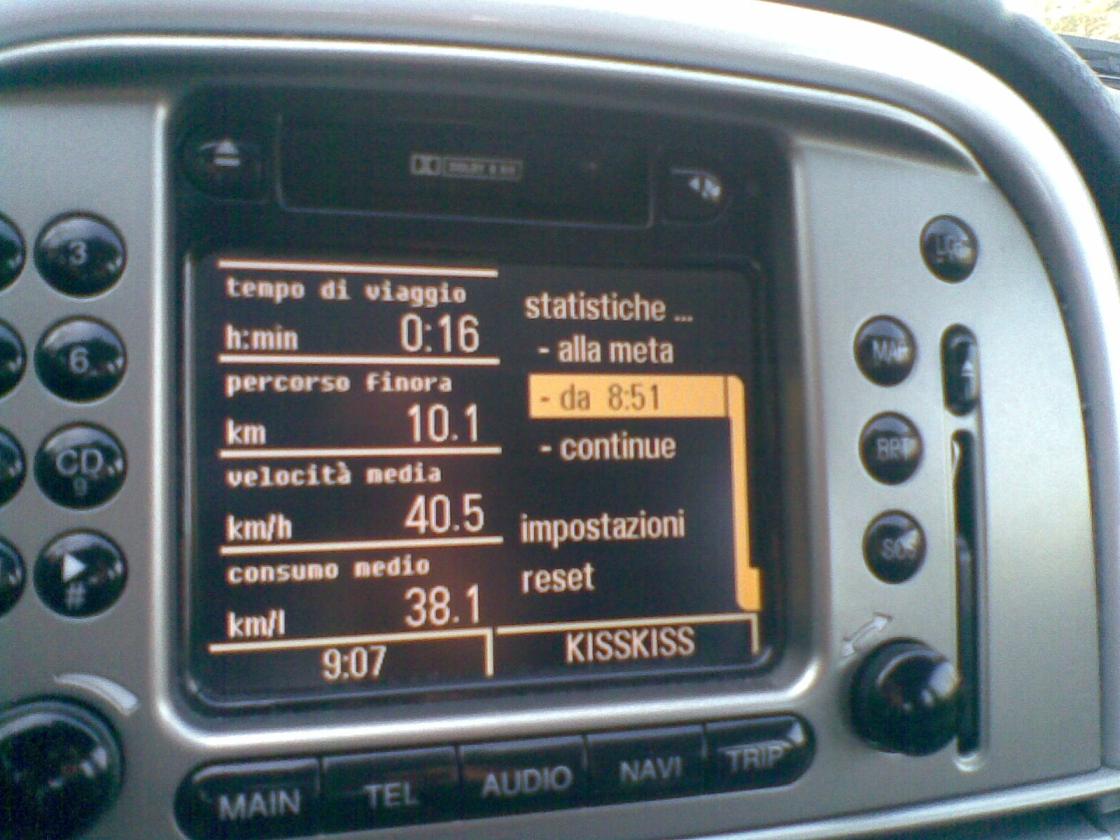 3
6
CD
9
#
tempo di viaggio
h:min 0:16
percorso finora
km 10.1
velocità media
km/h 40.5
consumo medio
km/l 38.1
9:07
statistiche ...
- alla meta
- da 8:51
- continue
impostazioni
reset
KISSKISS
MAIN TEL AUDIO NAVI TRIP